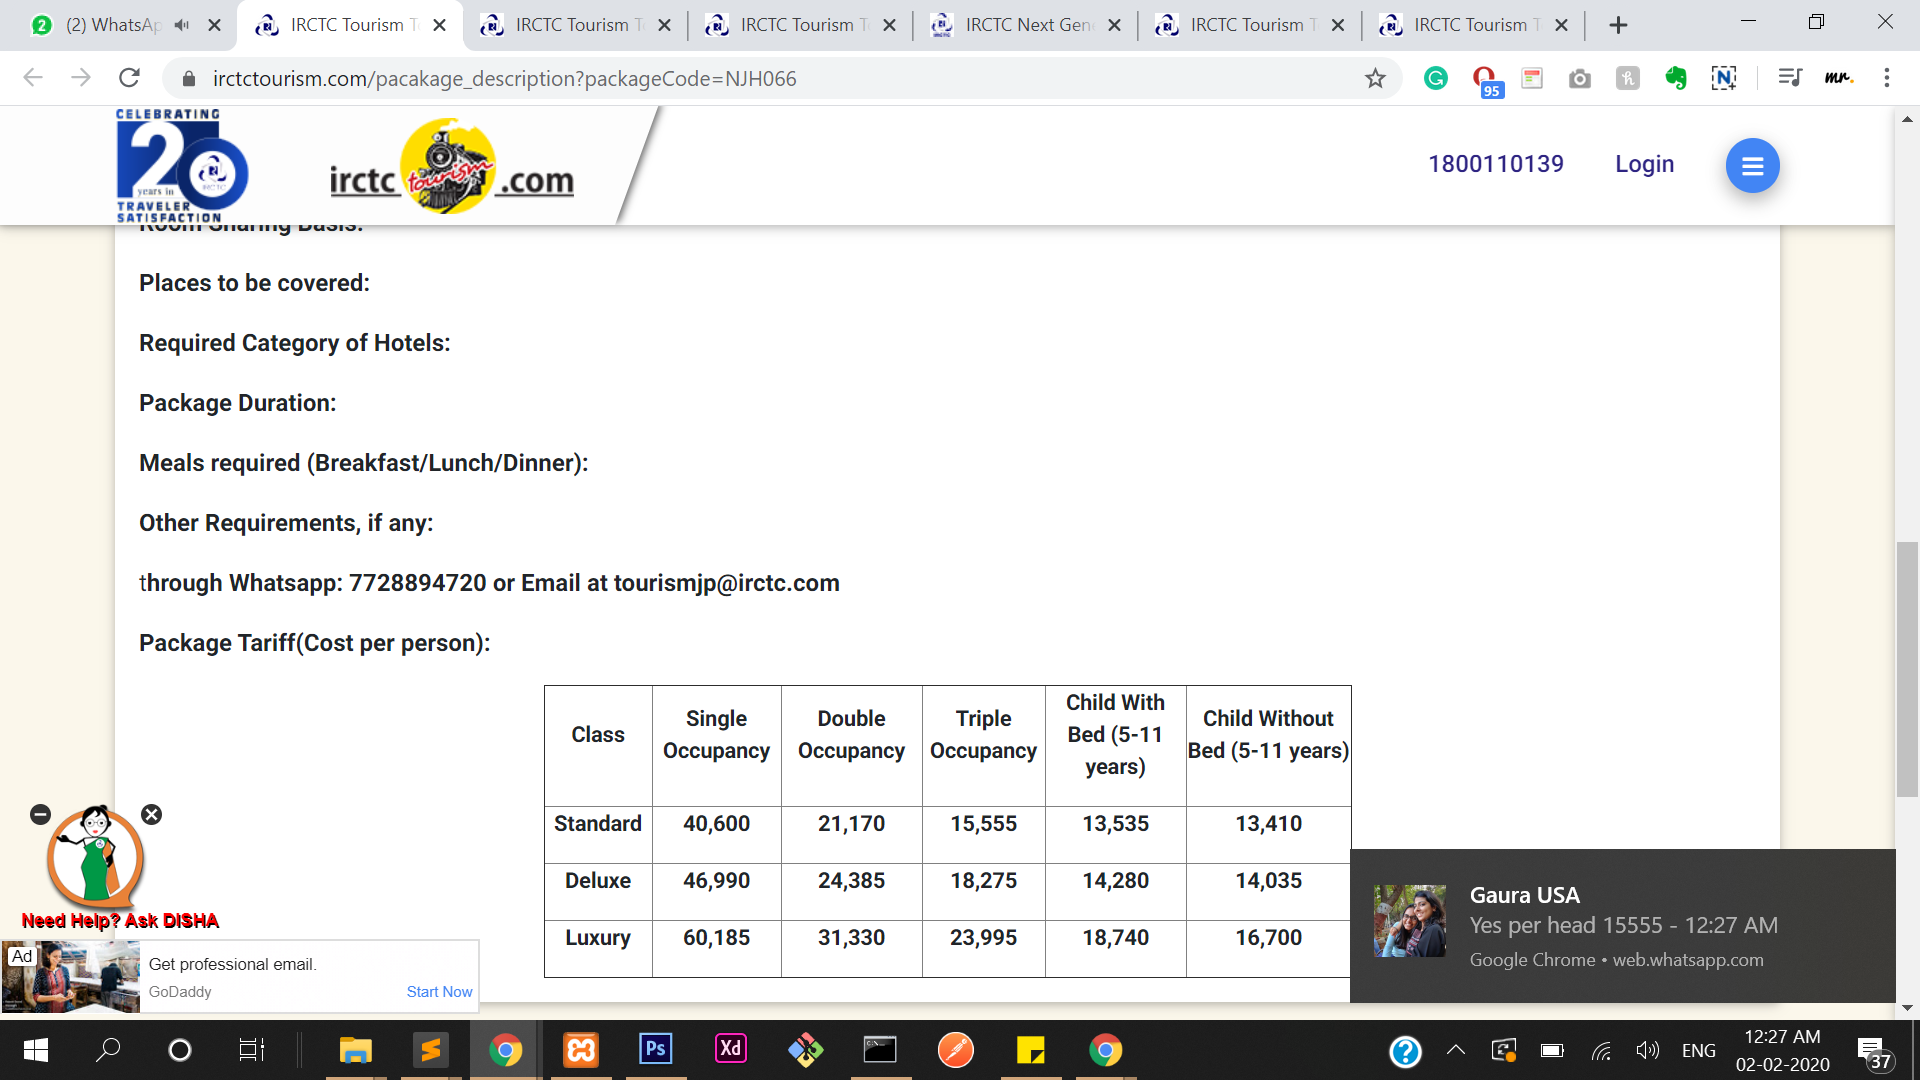 (2) WhatsAp
IRCTC Tourism T
IRCTC Tourism T
IRCTC Tourism T
IRCTC Next Gen
IRCTC Tourism T
IRCTC Tourism T
irctctourism.com/pacakage_description?packageCode=NJH066
95
mr.
CELEBRATING
20
years in
IRCTC
TRAVELER
SATISFACTION
irctc tourism .com
1800110139
Login
Room Sharing Basis:
Places to be covered:
Required Category of Hotels:
Package Duration:
Meals required (Breakfast/Lunch/Dinner):
Other Requirements, if any:
through Whatsapp: 7728894720 or Email at tourismjp@irctc.com
Package Tariff(Cost per person):
Class Single Occupancy Double Occupancy Triple Occupancy Child With Bed (5-11 years) Child Without Bed (5-11 years)
Standard 40,600 21,170 15,555 13,535 13,410
Deluxe 46,990 24,385 18,275 14,280 14,035
Luxury 60,185 31,330 23,995 18,740 16,700
Need Help? Ask DISHA
Ad
Get professional email.
GoDaddy
Start Now
Gaura USA
Yes per head 15555 - 12:27 AM
Google Chrome • web.whatsapp.com
Ps
Xd
ENG
12:27 AM
02-02-2020
37